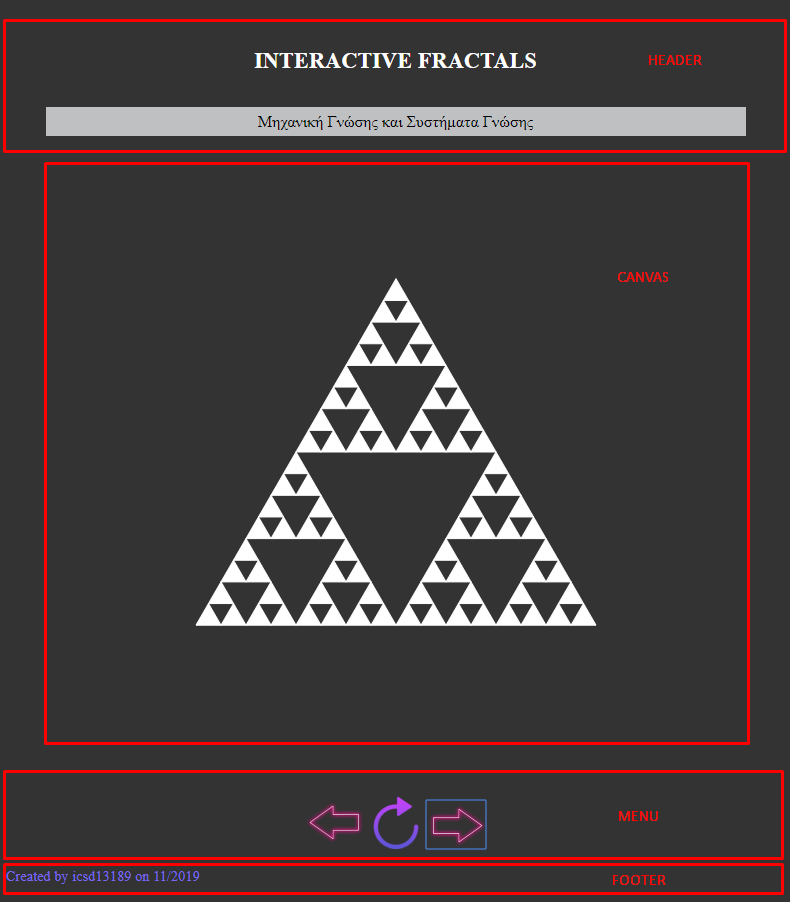 INTERACTIVE FRACTALS
HEADER
Μηχανική Γνώσης και Συστήματα Γνώσης
CANVAS
MENU
Created by icsd13189 on 11/2019
FOOTER